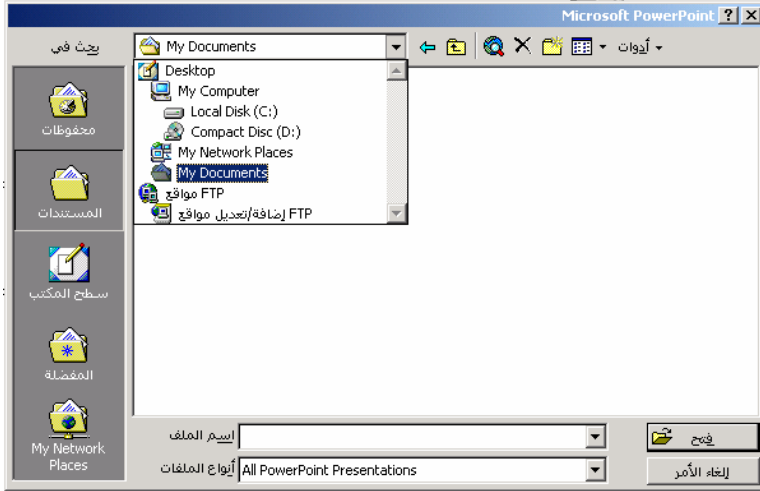 Microsoft PowerPoint
بحث في
My Documents
أدوات
Desktop
My Computer
Local Disk (C:)
Compact Disc (D:)
My Network Places
My Documents
مواقع FTP
إضافة/تعديل مواقع FTP
محفوظات
المستندات
سطح المكتب
المفضلة
My Network
Places
اسم الملف
فتح
أنواع الملفات
All PowerPoint Presentations
إلغاء الأمر